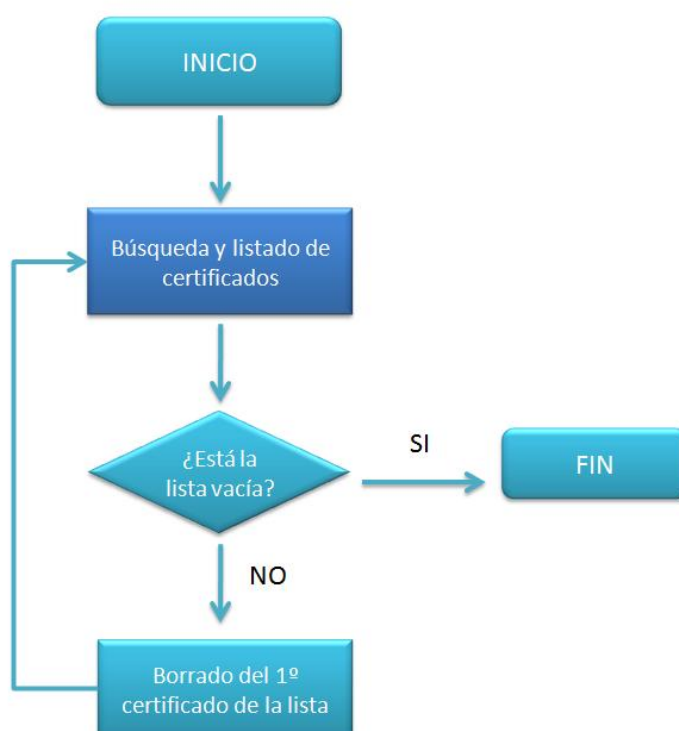 INICIO
Búsqueda y listado de
certificados
¿Está la
lista vacía?
SI
FIN
NO
Borrado del 1º
certificado de la lista